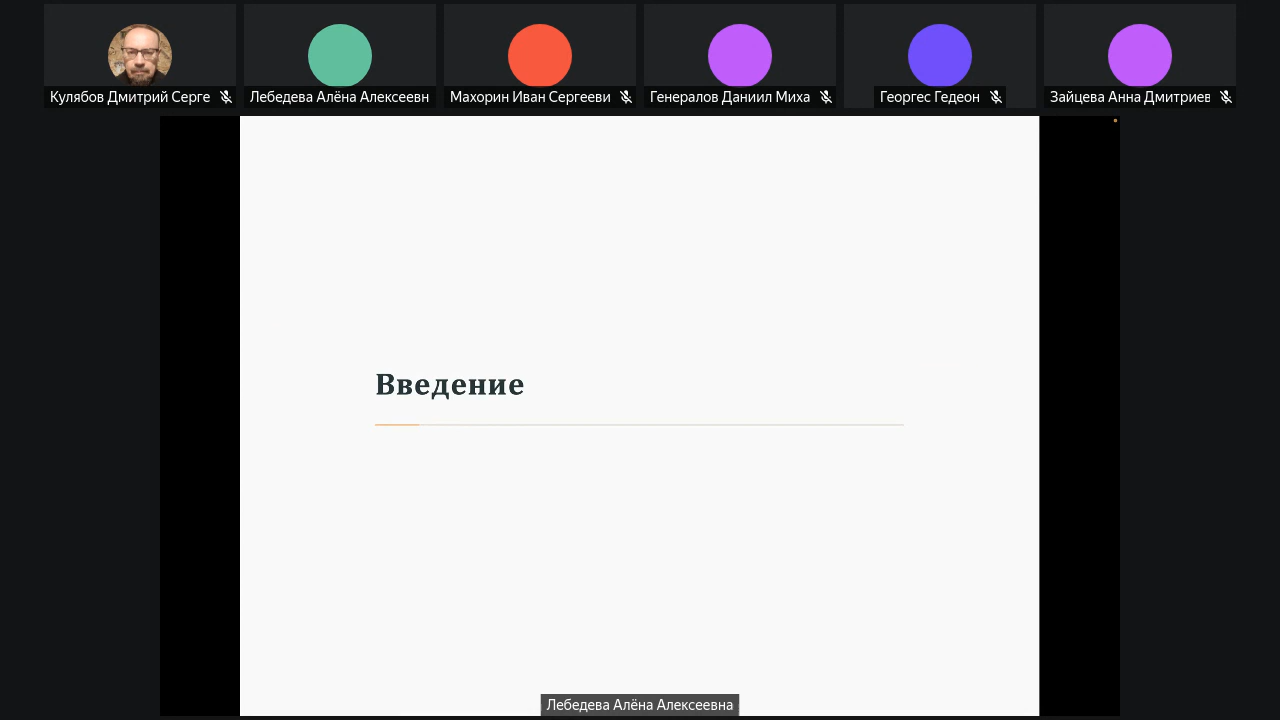 Кулябов Дмитрий Серге
Лебедева Алёна Алексеевн
Махорин Иван Сергееви
Генералов Даниил Миха
Георгес Гедеон
Зайцева Анна Дмитриев
Введение
Лебедева Алёна Алексеевна